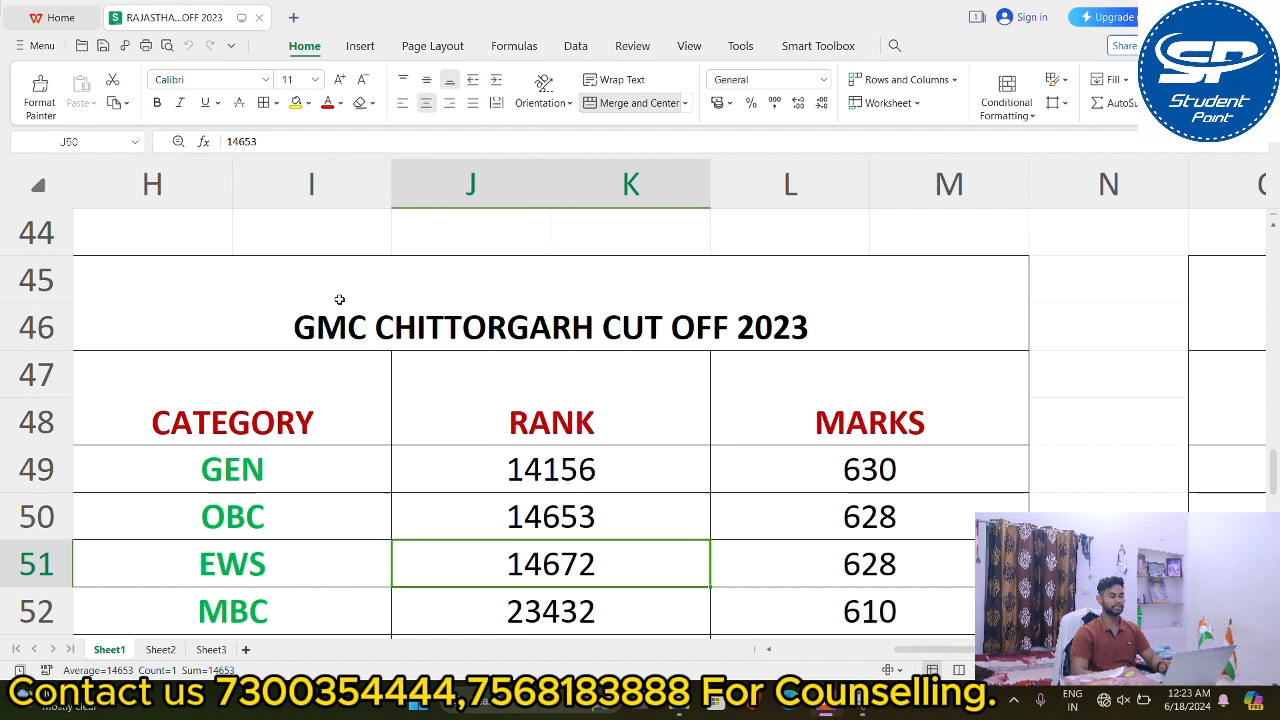 Home
RAJASTHA...OFF 2023
Sign in
Upgrade
SP
Student
Point
Menu
Home Insert Page Layout Formulas Data Review View Tools Smart Toolbox
Share
Format
Painter
Paste
Calibri 11
Orientation
Wrap Text
Merge and Center
General
Rows and Columns
Worksheet
Conditional
Formatting
Fill
AutoSu
J50
fx 14653
H I J K L M N
44
45
46 GMC CHITTORGARH CUT OFF 2023
47
48 CATEGORY RANK MARKS
49 GEN 14156 630
50 OBC 14653 628
51 EWS 14672 628
52 MBC 23432 610
Sheet1 Sheet2 Sheet3
Average=14653 Count=1 Sum=14653
Contact us 7300354444,7568183888 For Counselling.
Mostly clear
ENG
IN
12:23 AM
6/18/2024